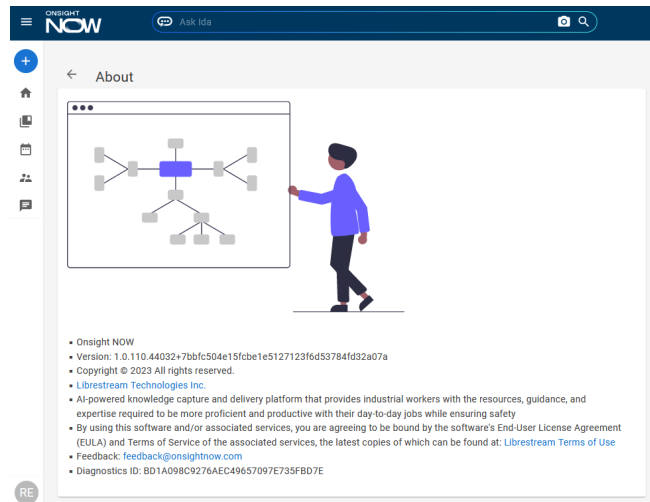 ONSIGHT
NOW
Ask Ida
About
Onsight NOW
Version: 1.0.110.44032+7bbfc504e15fcbe1e5127123f6d53784fd32a07a
Copyright © 2023 All rights reserved.
Librestream Technologies Inc.
AI-powered knowledge capture and delivery platform that provides industrial workers with the resources, guidance, and
expertise required to be more proficient and productive with their day-to-day jobs while ensuring safety
By using this software and/or associated services, you are agreeing to be bound by the software's End-User License Agreement
(EULA) and Terms of Service of the associated services, the latest copies of which can be found at: Librestream Terms of Use
Feedback: feedback@onsightnow.com
Diagnostics ID: BD1A098C9276AEC49657097E735FBD7E
RE